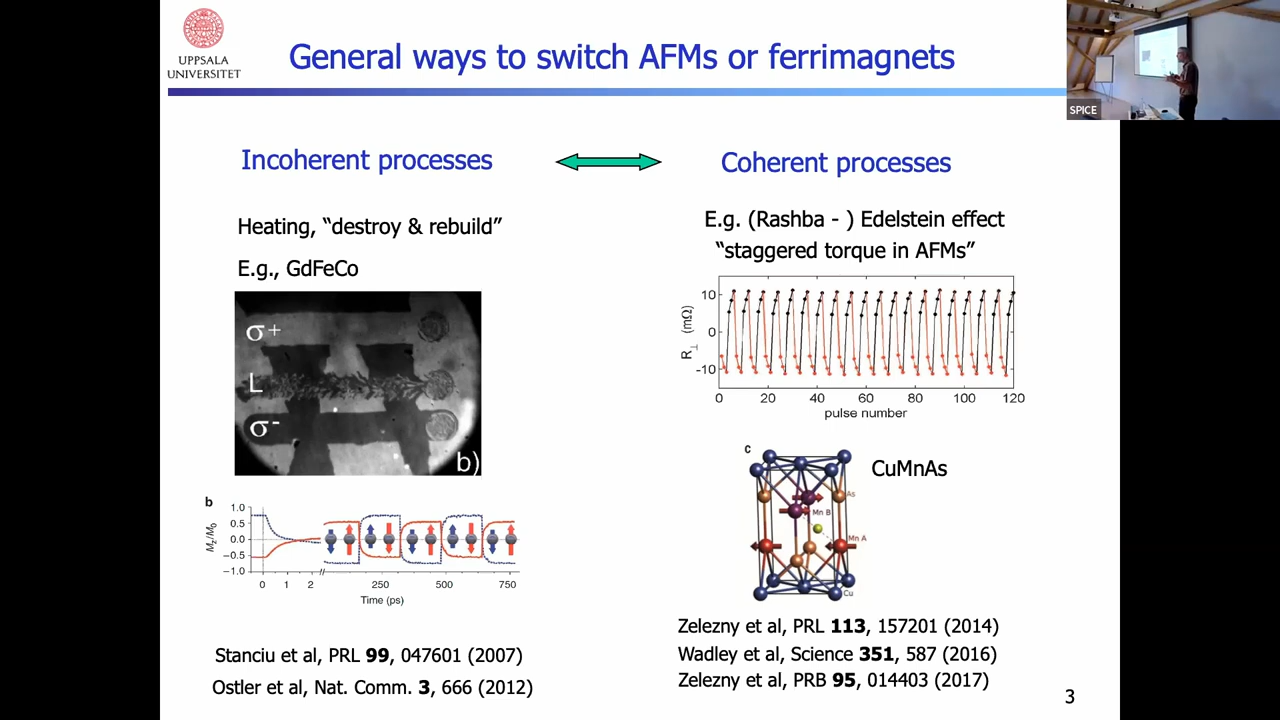 UPPSALA
UNIVERSITET
General ways to switch AFMs or ferrimagnets
SPICE
Incoherent processes
Heating, “destroy & rebuild”
E.g., GdFeCo
σ+
L
σ-
b)
b
Mz/M0
1.0
0.5
0.0
−0.5
−1.0
0 1 2 250 500 750
Time (ps)
Stanciu et al, PRL 99, 047601 (2007)
Ostler et al, Nat. Comm. 3, 666 (2012)
Coherent processes
E.g. (Rashba - ) Edelstein effect
“staggered torque in AFMs”
R⊥ (mΩ)
10
0
-10
0 20 40 60 80 100 120
pulse number
c
CuMnAs
As
Mn B
Mn A
Cu
Zelezny et al, PRL 113, 157201 (2014)
Wadley et al, Science 351, 587 (2016)
Zelezny et al, PRB 95, 014403 (2017)
3